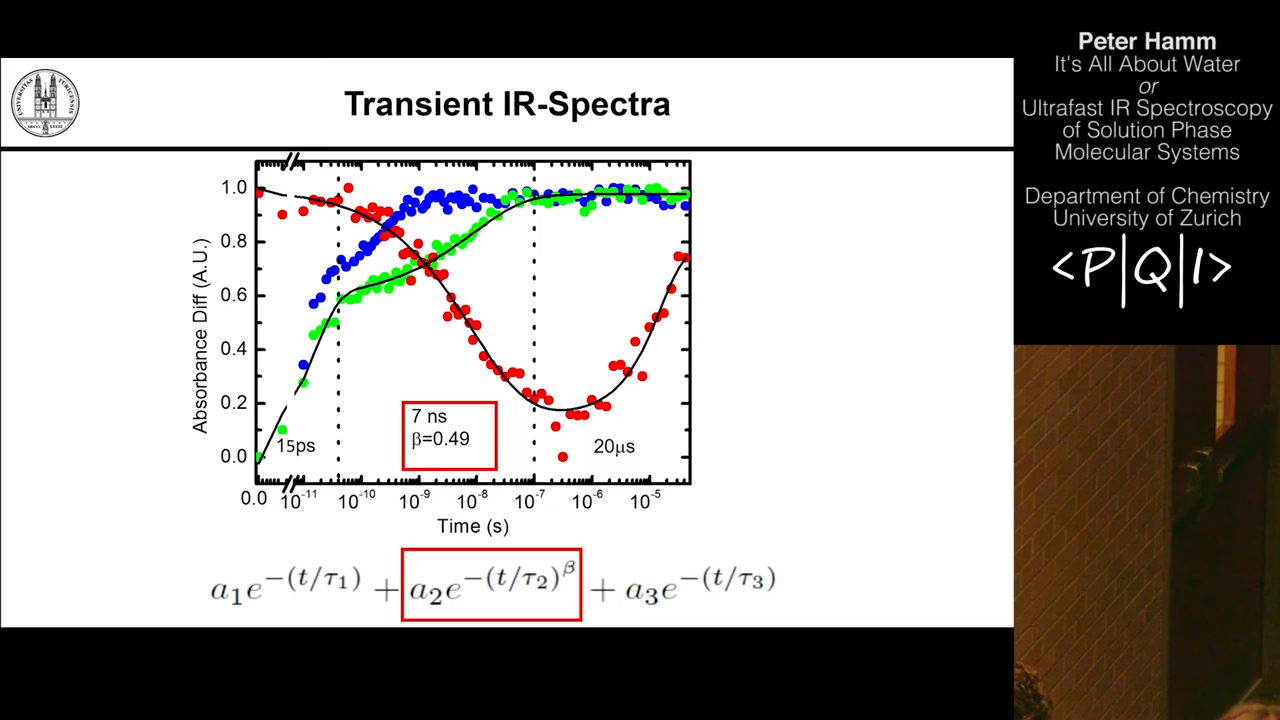 Peter Hamm
It's All About Water
or
Ultrafast IR Spectroscopy
of Solution Phase
Molecular Systems
Department of Chemistry
University of Zurich
<P|Q|I>
Transient IR-Spectra
Absorbance Diff (A.U.)
1.0
0.8
0.6
0.4
0.2
0.0
15ps
7 ns
β=0.49
20μs
0.0 10⁻¹¹ 10⁻¹⁰ 10⁻⁹ 10⁻⁸ 10⁻⁷ 10⁻⁶ 10⁻⁵
Time (s)
a₁e^−(t/τ₁) + a₂e^−(t/τ₂)^β + a₃e^−(t/τ₃)